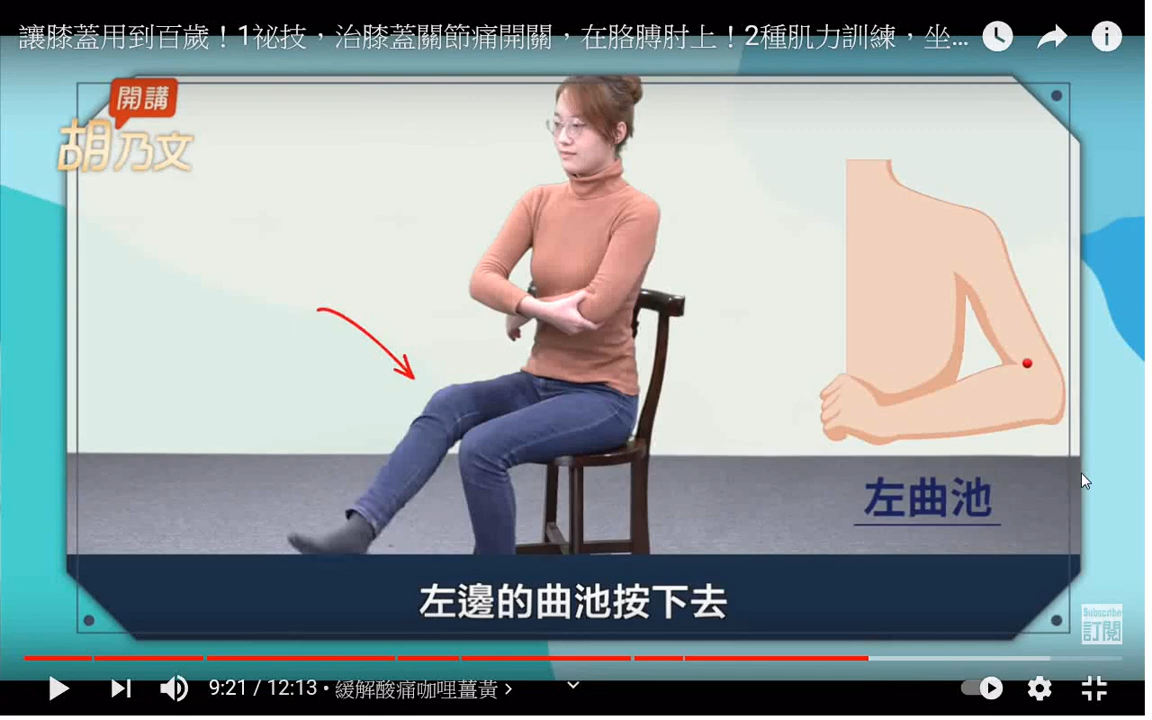 讓膝蓋用到百歲！1祕技，治膝蓋關節痛開關，在胳膊肘上！2種肌力訓練，坐...
開講
胡乃文
左曲池
左邊的曲池按下去
Subscribe
訂閱
9:21 / 12:13 • 緩解酸痛咖哩薑黃 ›